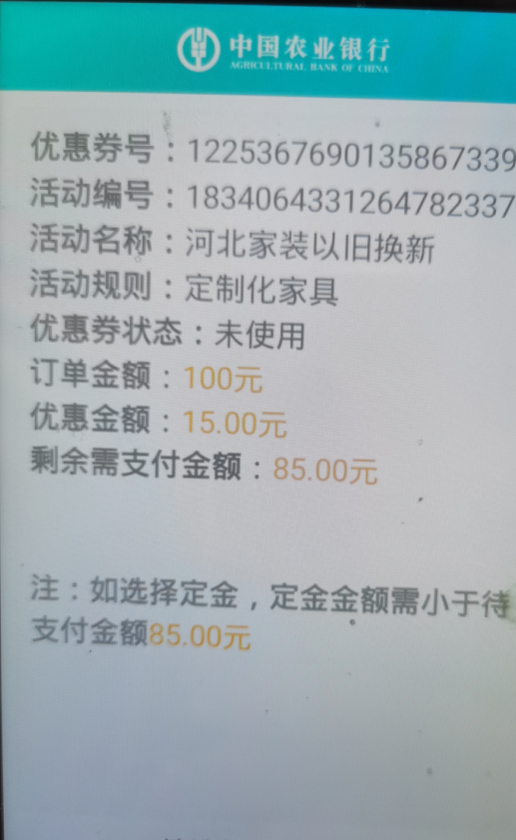 中国农业银行
AGRICULTURAL BANK OF CHINA
优惠券号：1225367690135867339
活动编号：1834064331264782337
活动名称：河北家装以旧换新
活动规则：定制化家具
优惠券状态：未使用
订单金额：100元
优惠金额：15.00元
剩余需支付金额：85.00元
注：如选择定金，定金金额需小于待
支付金额85.00元